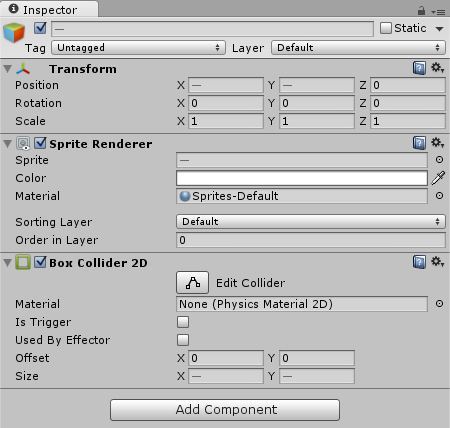 Inspector
—
Static
Tag Untagged Layer Default
Transform
Position X — Y — Z 0
Rotation X 0 Y 0 Z 0
Scale X 1 Y 1 Z 1
Sprite Renderer
Sprite —
Color
Material Sprites-Default
Sorting Layer Default
Order in Layer 0
Box Collider 2D
Edit Collider
Material None (Physics Material 2D)
Is Trigger
Used By Effector
Offset X 0 Y 0
Size X — Y —
Add Component